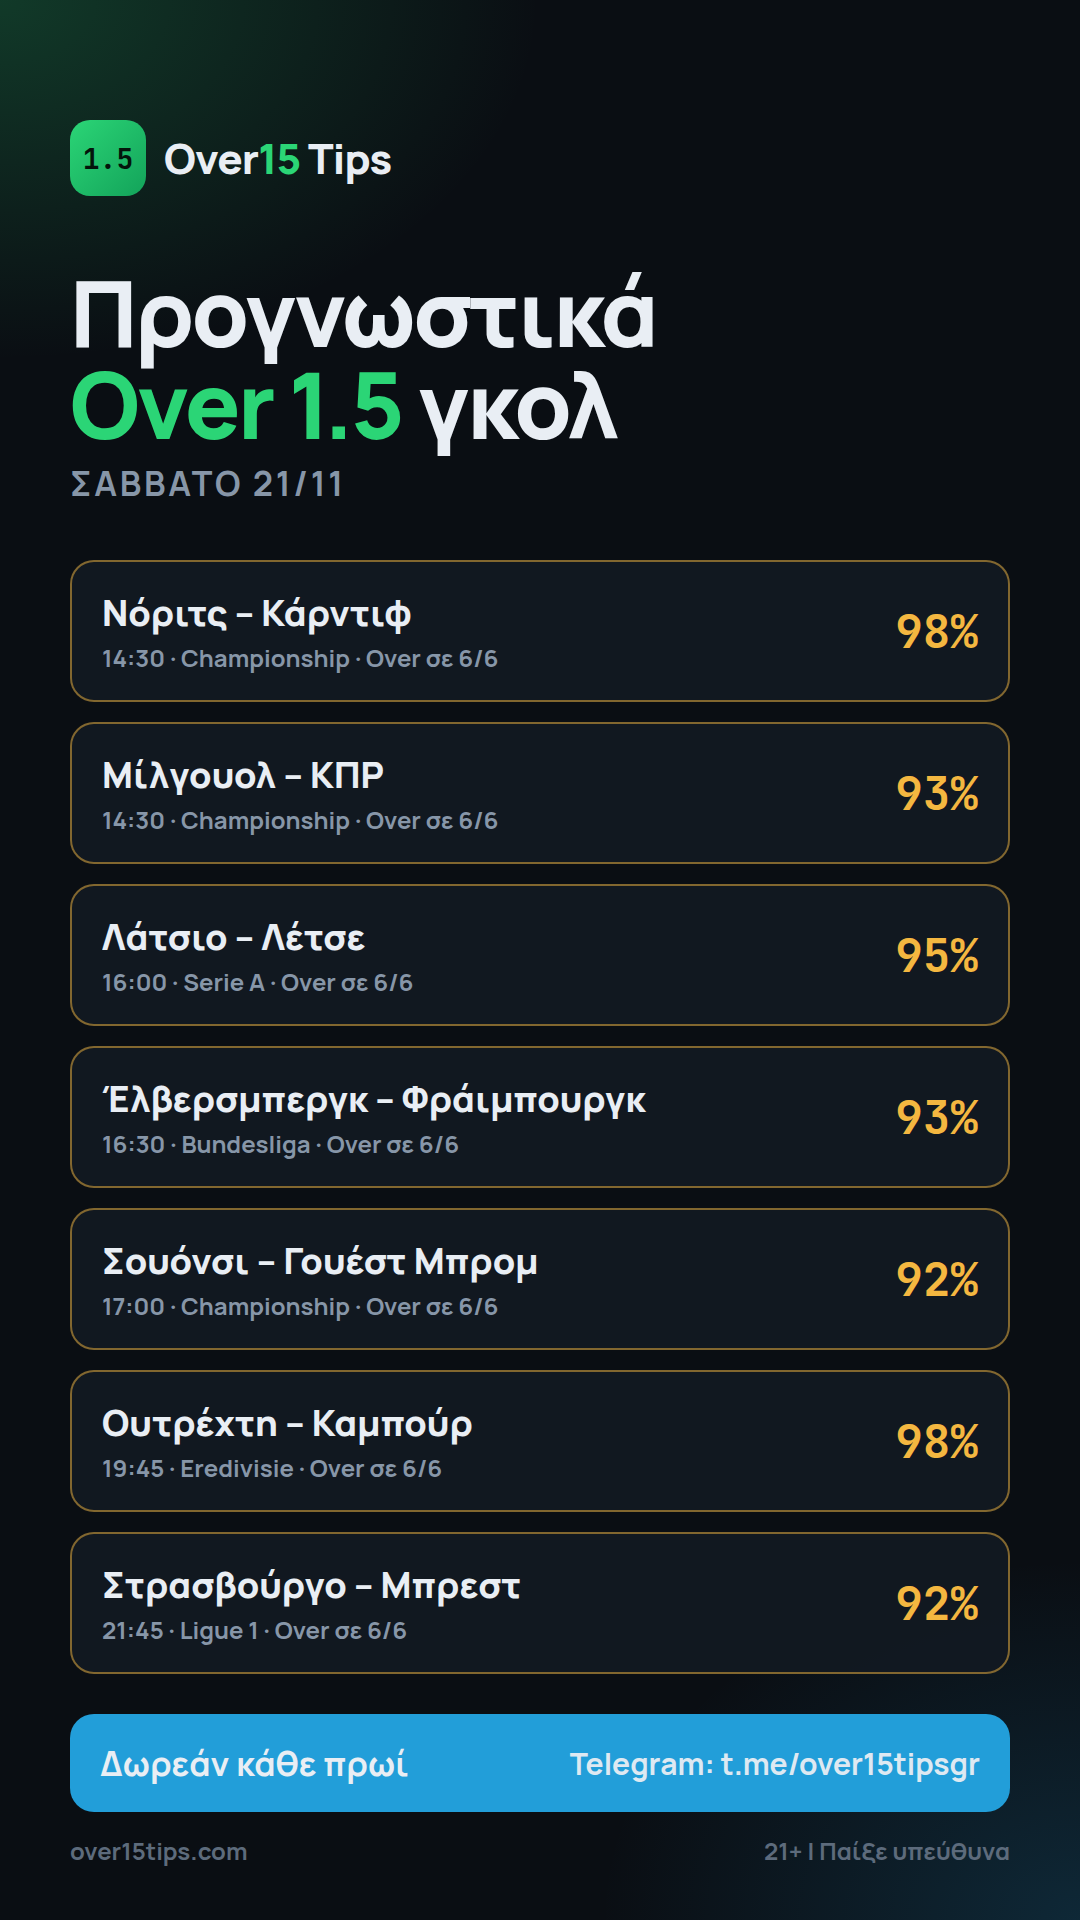 1.5 Over15 Tips
Προγνωστικά
Over 1.5 γκολ
ΣΑΒΒΑΤΟ 21/11
Νόριτς – Κάρντιφ
14:30 · Championship · Over σε 6/6
98%
Μίλγουολ – ΚΠΡ
14:30 · Championship · Over σε 6/6
93%
Λάτσιο – Λέτσε
16:00 · Serie A · Over σε 6/6
95%
Έλβερσμπεργκ – Φράιμπουργκ
16:30 · Bundesliga · Over σε 6/6
93%
Σουόνσι – Γουέστ Μπρομ
17:00 · Championship · Over σε 6/6
92%
Ουτρέχτη – Καμπούρ
19:45 · Eredivisie · Over σε 6/6
98%
Στρασβούργο – Μπρεστ
21:45 · Ligue 1 · Over σε 6/6
92%
Δωρεάν κάθε πρωί
Telegram: t.me/over15tipsgr
over15tips.com
21+ | Παίξε υπεύθυνα